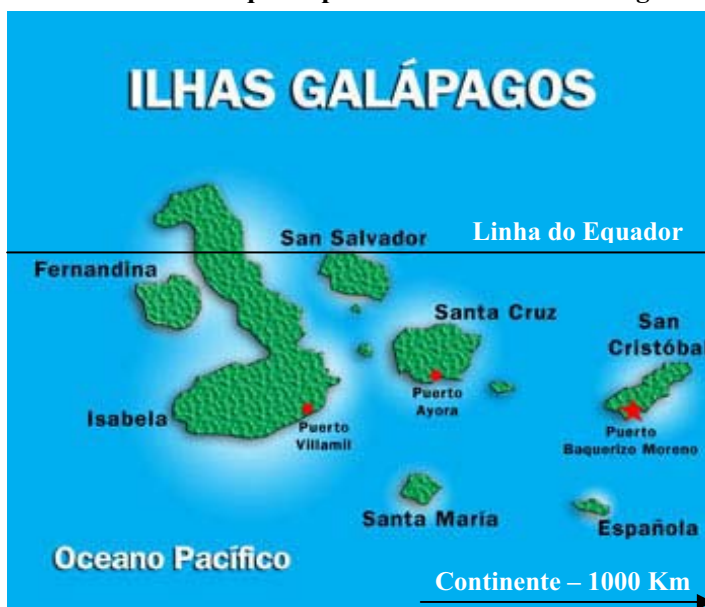 ILHAS GALÁPAGOS
Linha do Equador
San Salvador
Fernandina
Santa Cruz
San
Cristóbal
Isabela
Puerto
Villamil
Puerto
Ayora
Puerto
Baquerizo Moreno
Santa María
Española
Oceano Pacífico
Continente – 1000 Km